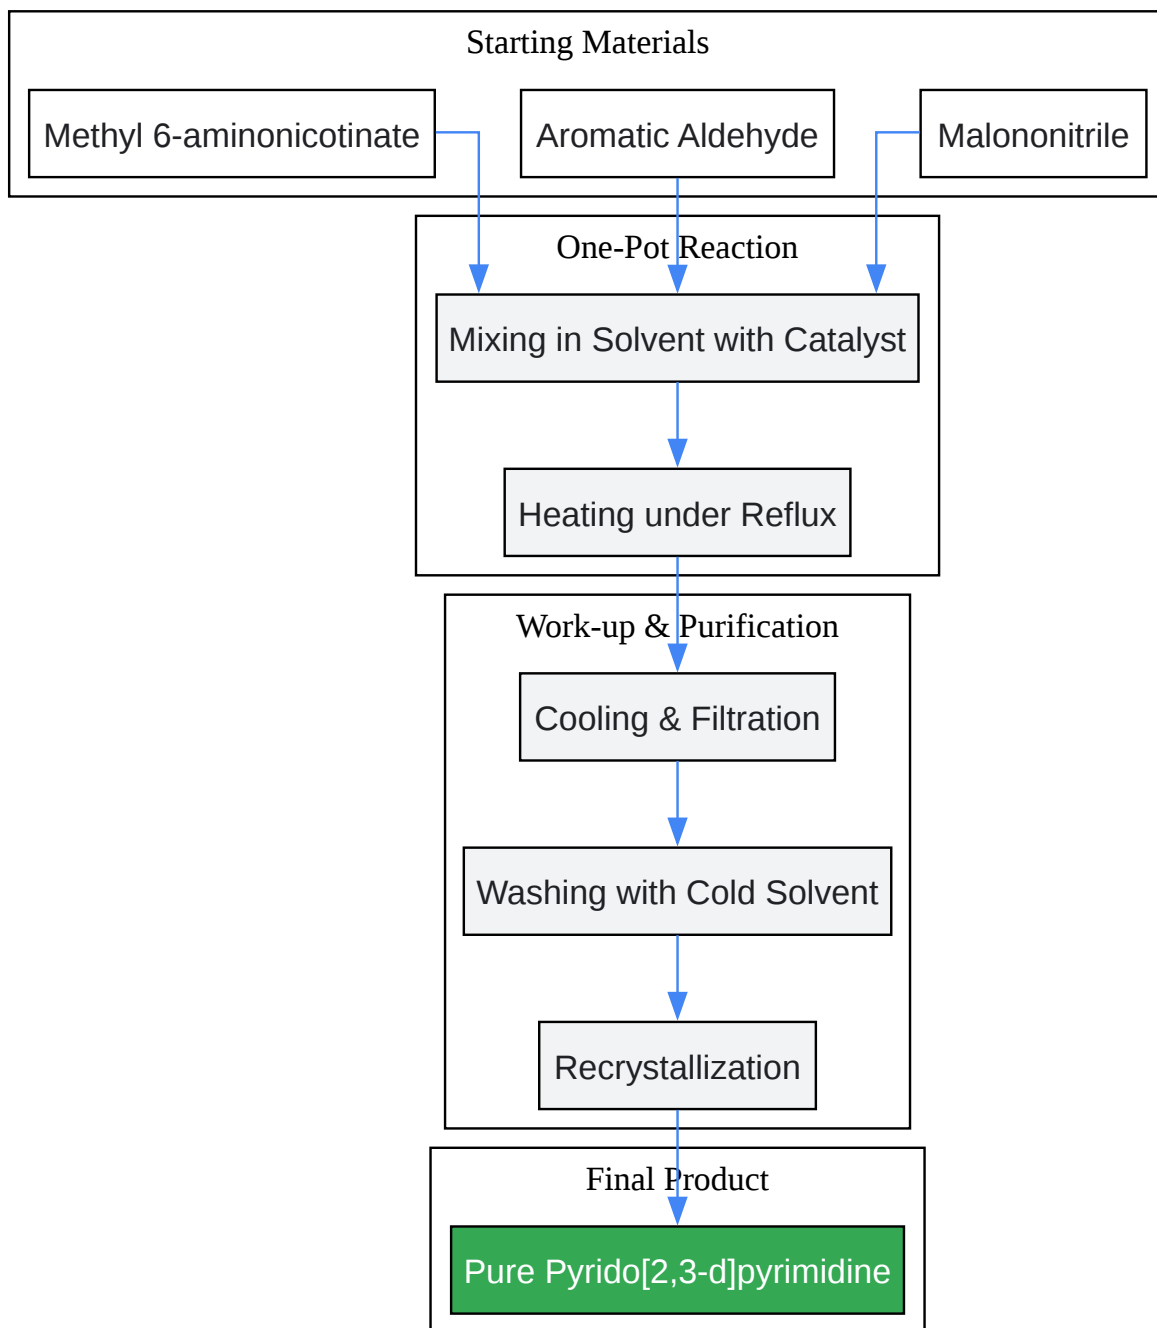 Starting Materials
Methyl 6-aminonicotinate
Aromatic Aldehyde
Malononitrile
One-Pot Reaction
Mixing in Solvent with Catalyst
Heating under Reflux
Work-up & Purification
Cooling & Filtration
Washing with Cold Solvent
Recrystallization
Final Product
Pure Pyrido[2,3-d]pyrimidine